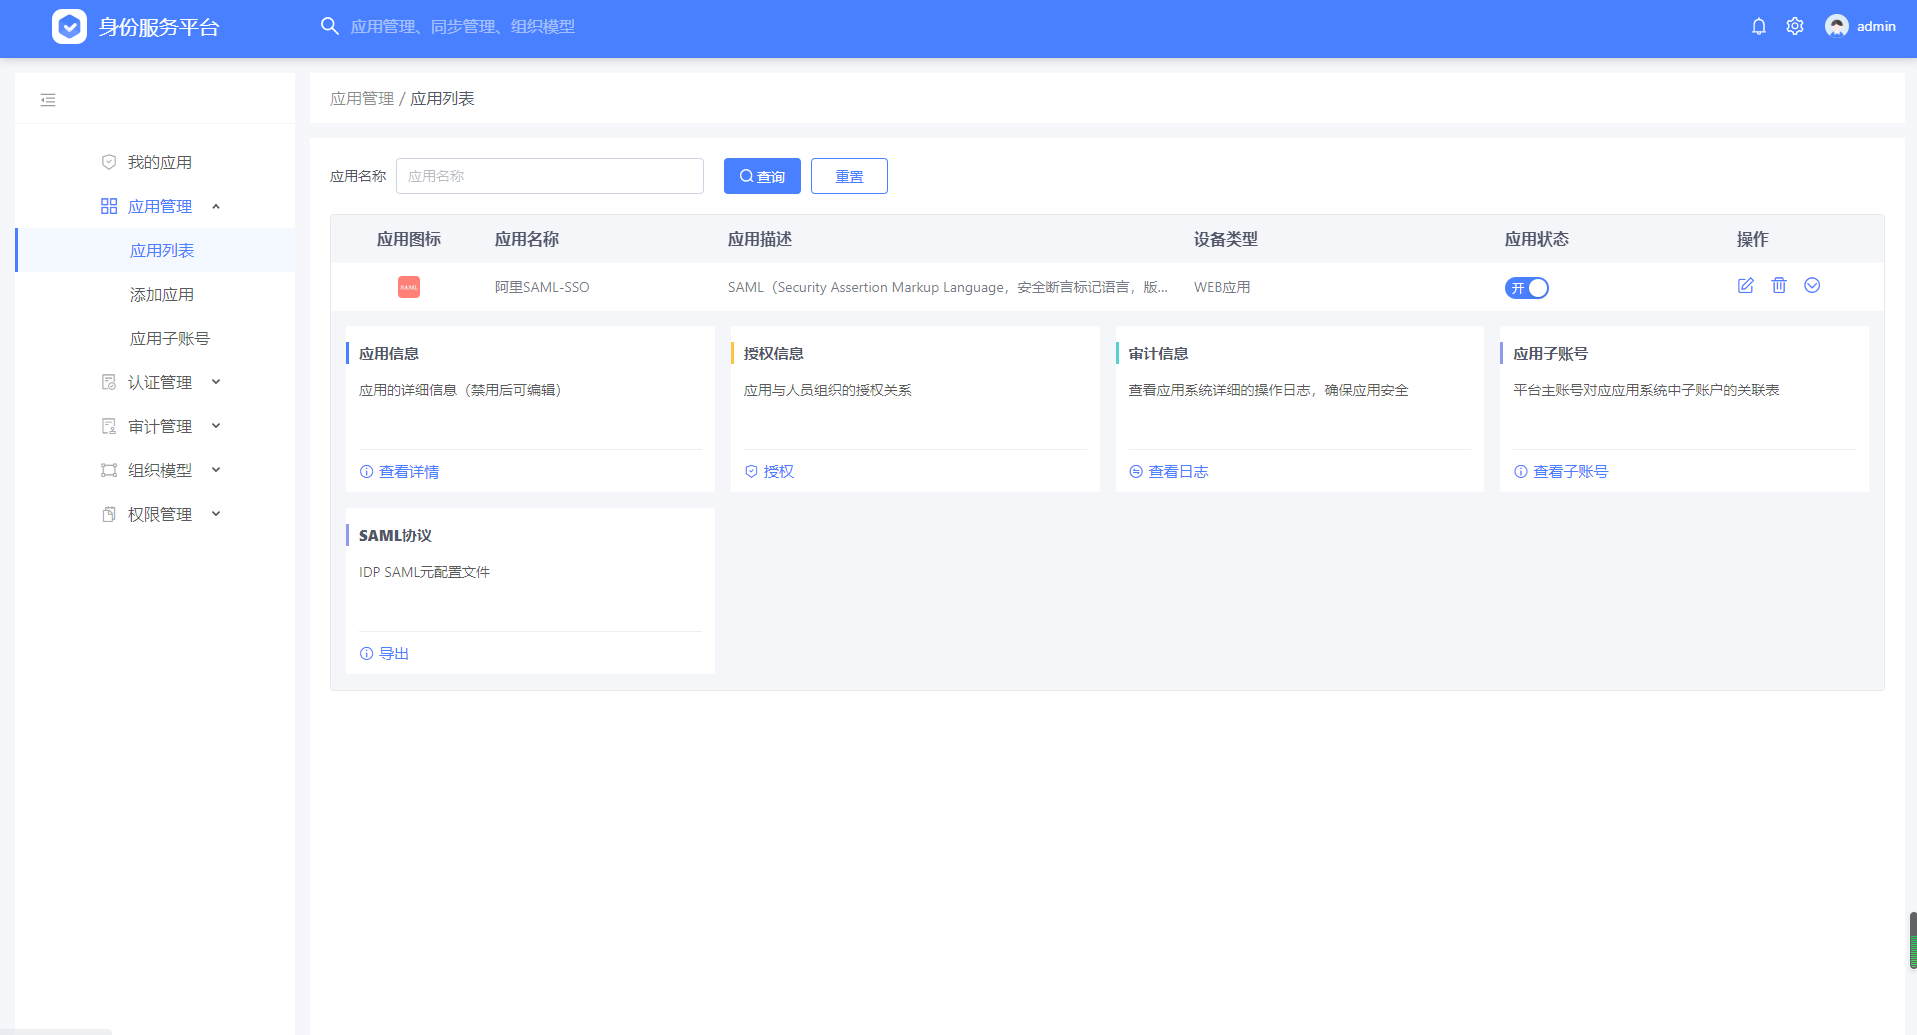 身份服务平台
应用管理、同步管理、组织模型
admin
我的应用
应用管理
应用列表
添加应用
应用子账号
认证管理
审计管理
组织模型
权限管理
应用管理 / 应用列表
应用名称 应用名称 查询 重置
应用图标 应用名称 应用描述 设备类型 应用状态 操作
SAML 阿里SAML-SSO SAML（Security Assertion Markup Language，安全断言标记语言，版... WEB应用 开
应用信息
应用的详细信息（禁用后可编辑）
查看详情
授权信息
应用与人员组织的授权关系
授权
审计信息
查看应用系统详细的操作日志，确保应用安全
查看日志
应用子账号
平台主账号对应应用系统中子账户的关联表
查看子账号
SAML协议
IDP SAML元配置文件
导出